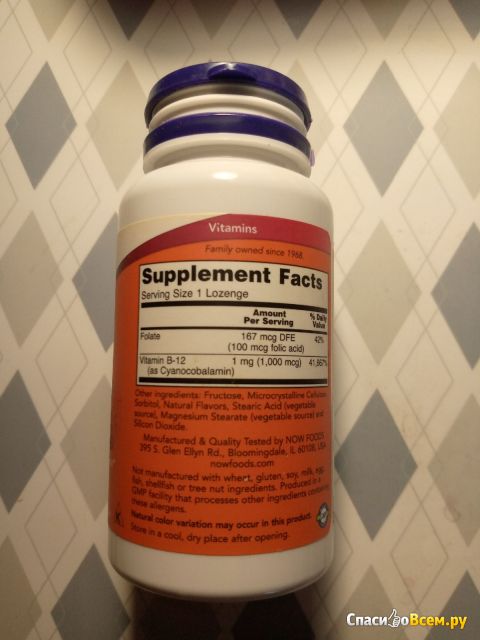 Vitamins
Family owned since 1968.
Supplement Facts
Serving Size 1 Lozenge
Amount Per Serving % Daily Value
Folate 167 mcg DFE 42%
(100 mcg folic acid)
Vitamin B-12 1 mg (1,000 mcg) 41,667%
(as Cyanocobalamin)
Other ingredients: Fructose, Microcrystalline Cellulose,
Sorbitol, Natural Flavors, Stearic Acid (vegetable
source), Magnesium Stearate (vegetable source) and
Silicon Dioxide.
Manufactured & Quality Tested by NOW FOODS
395 S. Glen Ellyn Rd., Bloomingdale, IL 60108, USA
nowfoods.com
Not manufactured with wheat, gluten, soy, milk, egg,
fish, shellfish or tree nut ingredients. Produced in a
GMP facility that processes other ingredients containing
these allergens.
Natural color variation may occur in this product.
Store in a cool, dry place after opening.
СпасибоВсем.ру